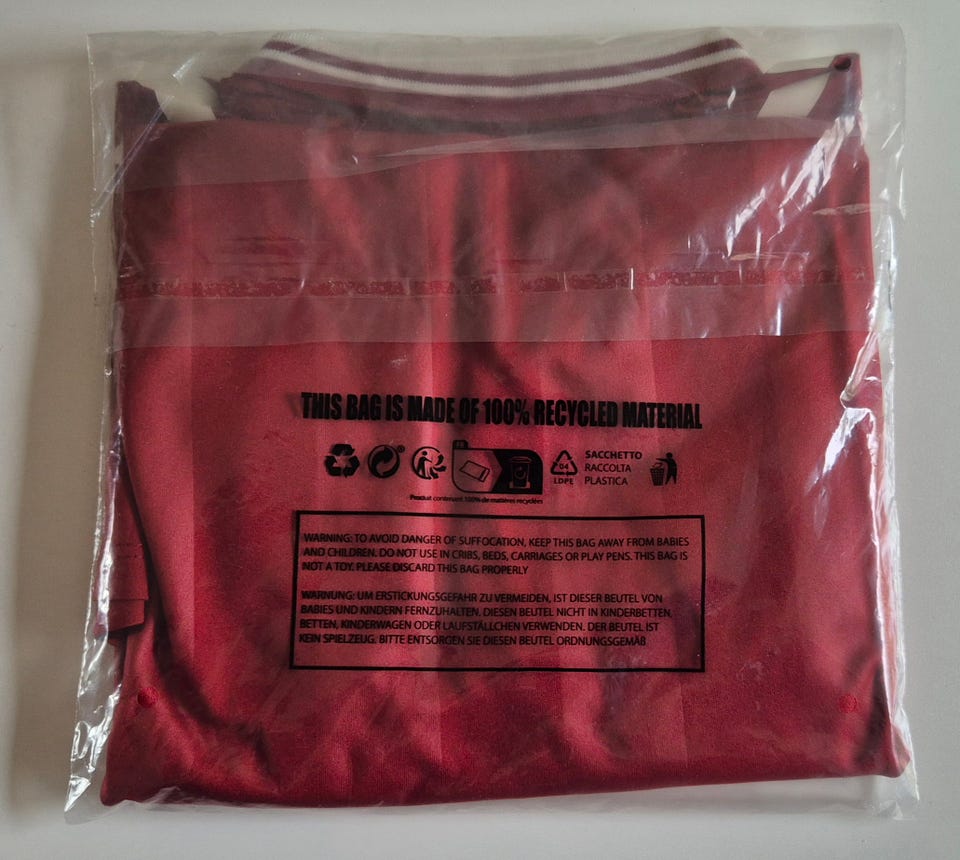 THIS BAG IS MADE OF 100% RECYCLED MATERIAL
FR
04
LDPE
SACCHETTO
RACCOLTA
PLASTICA
Produit contenant 100% de matières recyclées
WARNING: TO AVOID DANGER OF SUFFOCATION, KEEP THIS BAG AWAY FROM BABIES
AND CHILDREN. DO NOT USE IN CRIBS, BEDS, CARRIAGES OR PLAY PENS. THIS BAG IS
NOT A TOY. PLEASE DISCARD THIS BAG PROPERLY
WARNUNG: UM ERSTICKUNGSGEFAHR ZU VERMEIDEN, IST DIESER BEUTEL VON
BABIES UND KINDERN FERNZUHALTEN, DIESEN BEUTEL NICHT IN KINDERBETTEN,
BETTEN, KINDERWAGEN ODER LAUFSTÄLLCHEN VERWENDEN. DER BEUTEL IST
KEIN SPIELZEUG. BITTE ENTSORGEN SIE DIESEN BEUTEL ORDNUNGSGEMÄß.